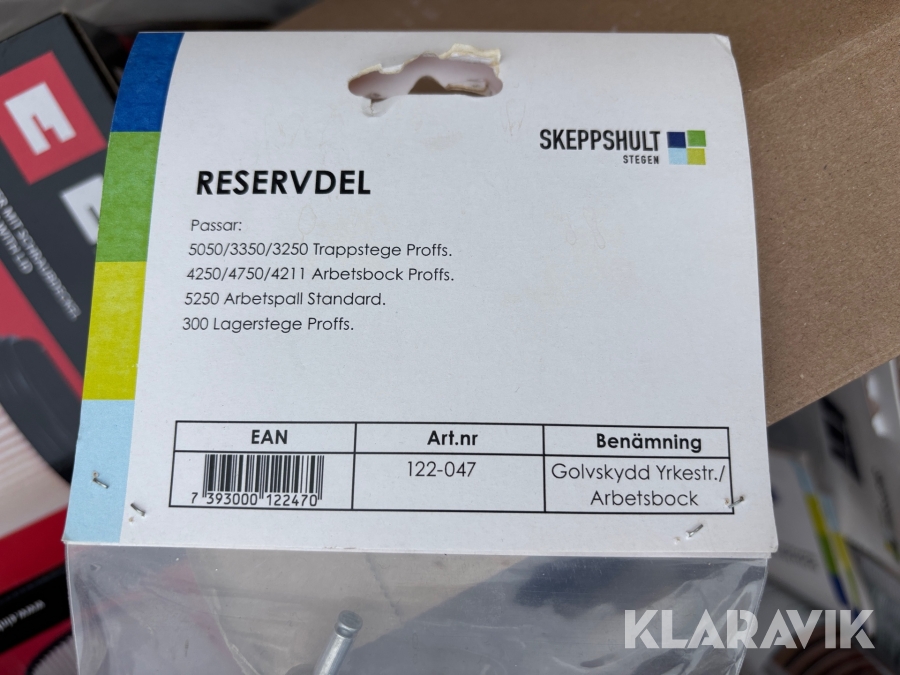 SKEPPSHULT
STEGEN
RESERVDEL
Passar:
5050/3350/3250 Trappstege Proffs.
4250/4750/4211 Arbetsbock Proffs.
5250 Arbetspall Standard.
300 Lagerstege Proffs.
EAN Art.nr Benämning
7 393000 122470 122-047 Golvskydd Yrkestr./
Arbetsbock
KLARAVIK